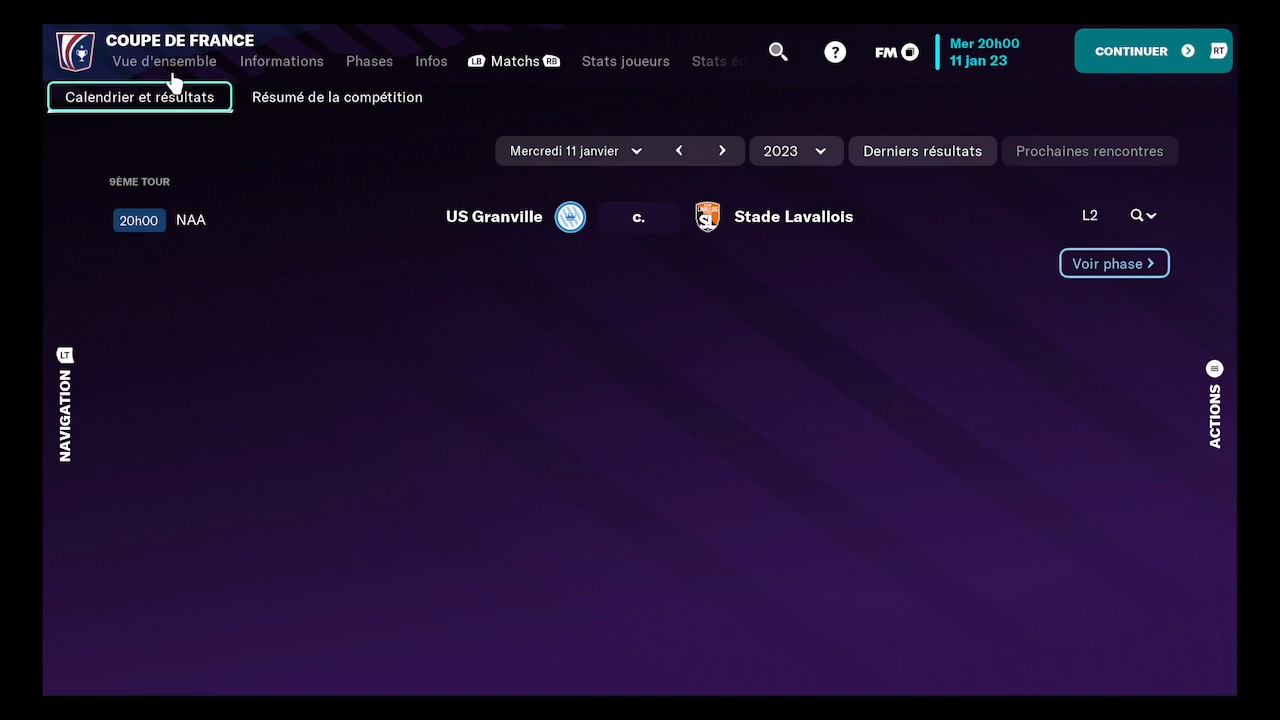 COUPE DE FRANCE
Vue d'ensemble Informations Phases Infos LB Matchs RB Stats joueurs Stats
? FM Mer 20h00
11 jan 23
CONTINUER RT
Calendrier et résultats Résumé de la compétition
Mercredi 11 janvier 2023 Derniers résultats Prochaines rencontres
9ÈME TOUR
20h00 NAA US Granville c. SL Stade Lavallois L2
Voir phase
NAVIGATION LT
ACTIONS